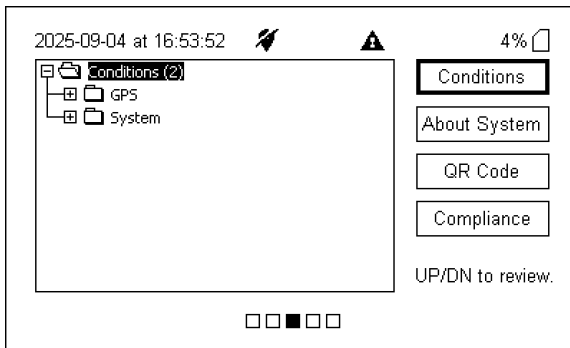 2025-09-04 at 16:53:52 4%
Conditions (2)
GPS
System
Conditions
About System
QR Code
Compliance
UP/DN to review.